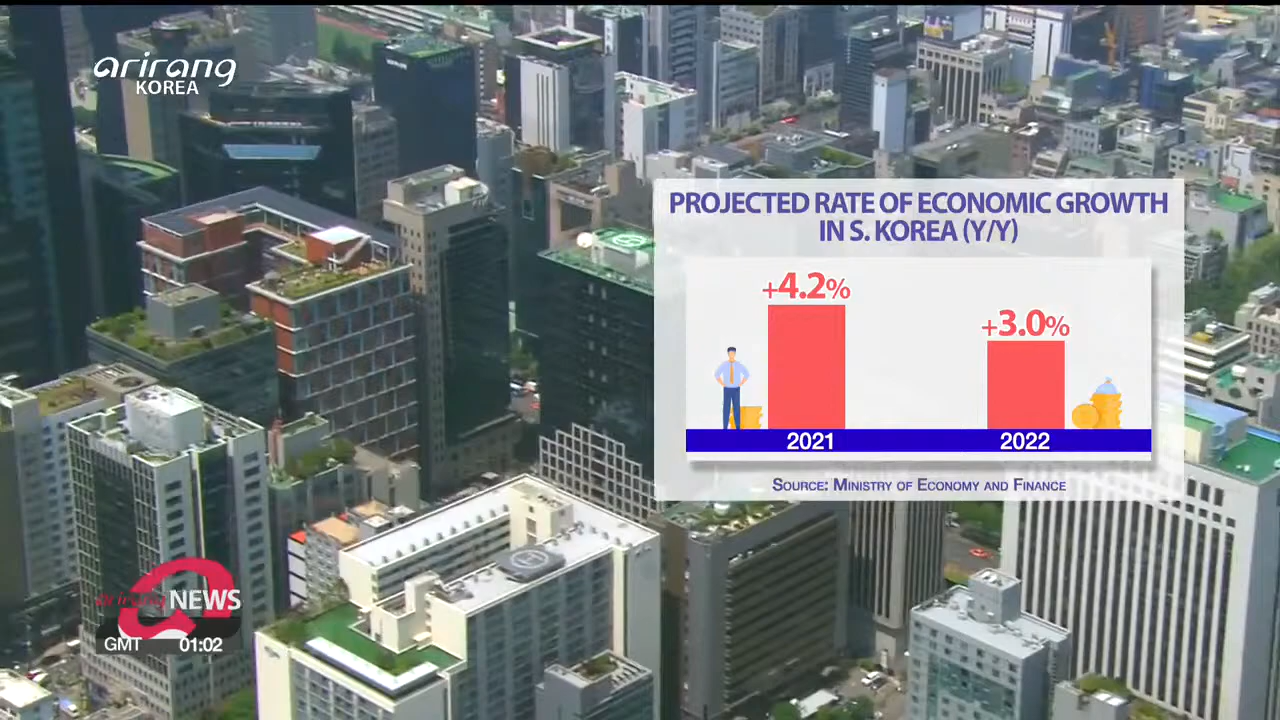 arirang
KOREA
PROJECTED RATE OF ECONOMIC GROWTH
IN S. KOREA (Y/Y)
+4.2%
+3.0%
2021
2022
SOURCE: MINISTRY OF ECONOMY AND FINANCE
arirang NEWS
GMT 01:02